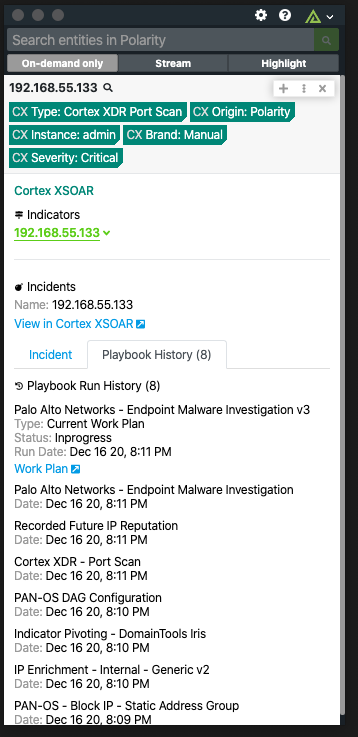 Search entities in Polarity
On-demand only Stream Highlight
192.168.55.133
CX Type: Cortex XDR Port Scan CX Origin: Polarity
CX Instance: admin CX Brand: Manual
CX Severity: Critical
Cortex XSOAR
Indicators
192.168.55.133
Incidents
Name: 192.168.55.133
View in Cortex XSOAR
Incident Playbook History (8)
Playbook Run History (8)
Palo Alto Networks - Endpoint Malware Investigation v3
Type: Current Work Plan
Status: Inprogress
Run Date: Dec 16 20, 8:11 PM
Work Plan
Palo Alto Networks - Endpoint Malware Investigation
Date: Dec 16 20, 8:11 PM
Recorded Future IP Reputation
Date: Dec 16 20, 8:11 PM
Cortex XDR - Port Scan
Date: Dec 16 20, 8:11 PM
PAN-OS DAG Configuration
Date: Dec 16 20, 8:10 PM
Indicator Pivoting - DomainTools Iris
Date: Dec 16 20, 8:10 PM
IP Enrichment - Internal - Generic v2
Date: Dec 16 20, 8:10 PM
PAN-OS - Block IP - Static Address Group
Date: Dec 16 20, 8:09 PM